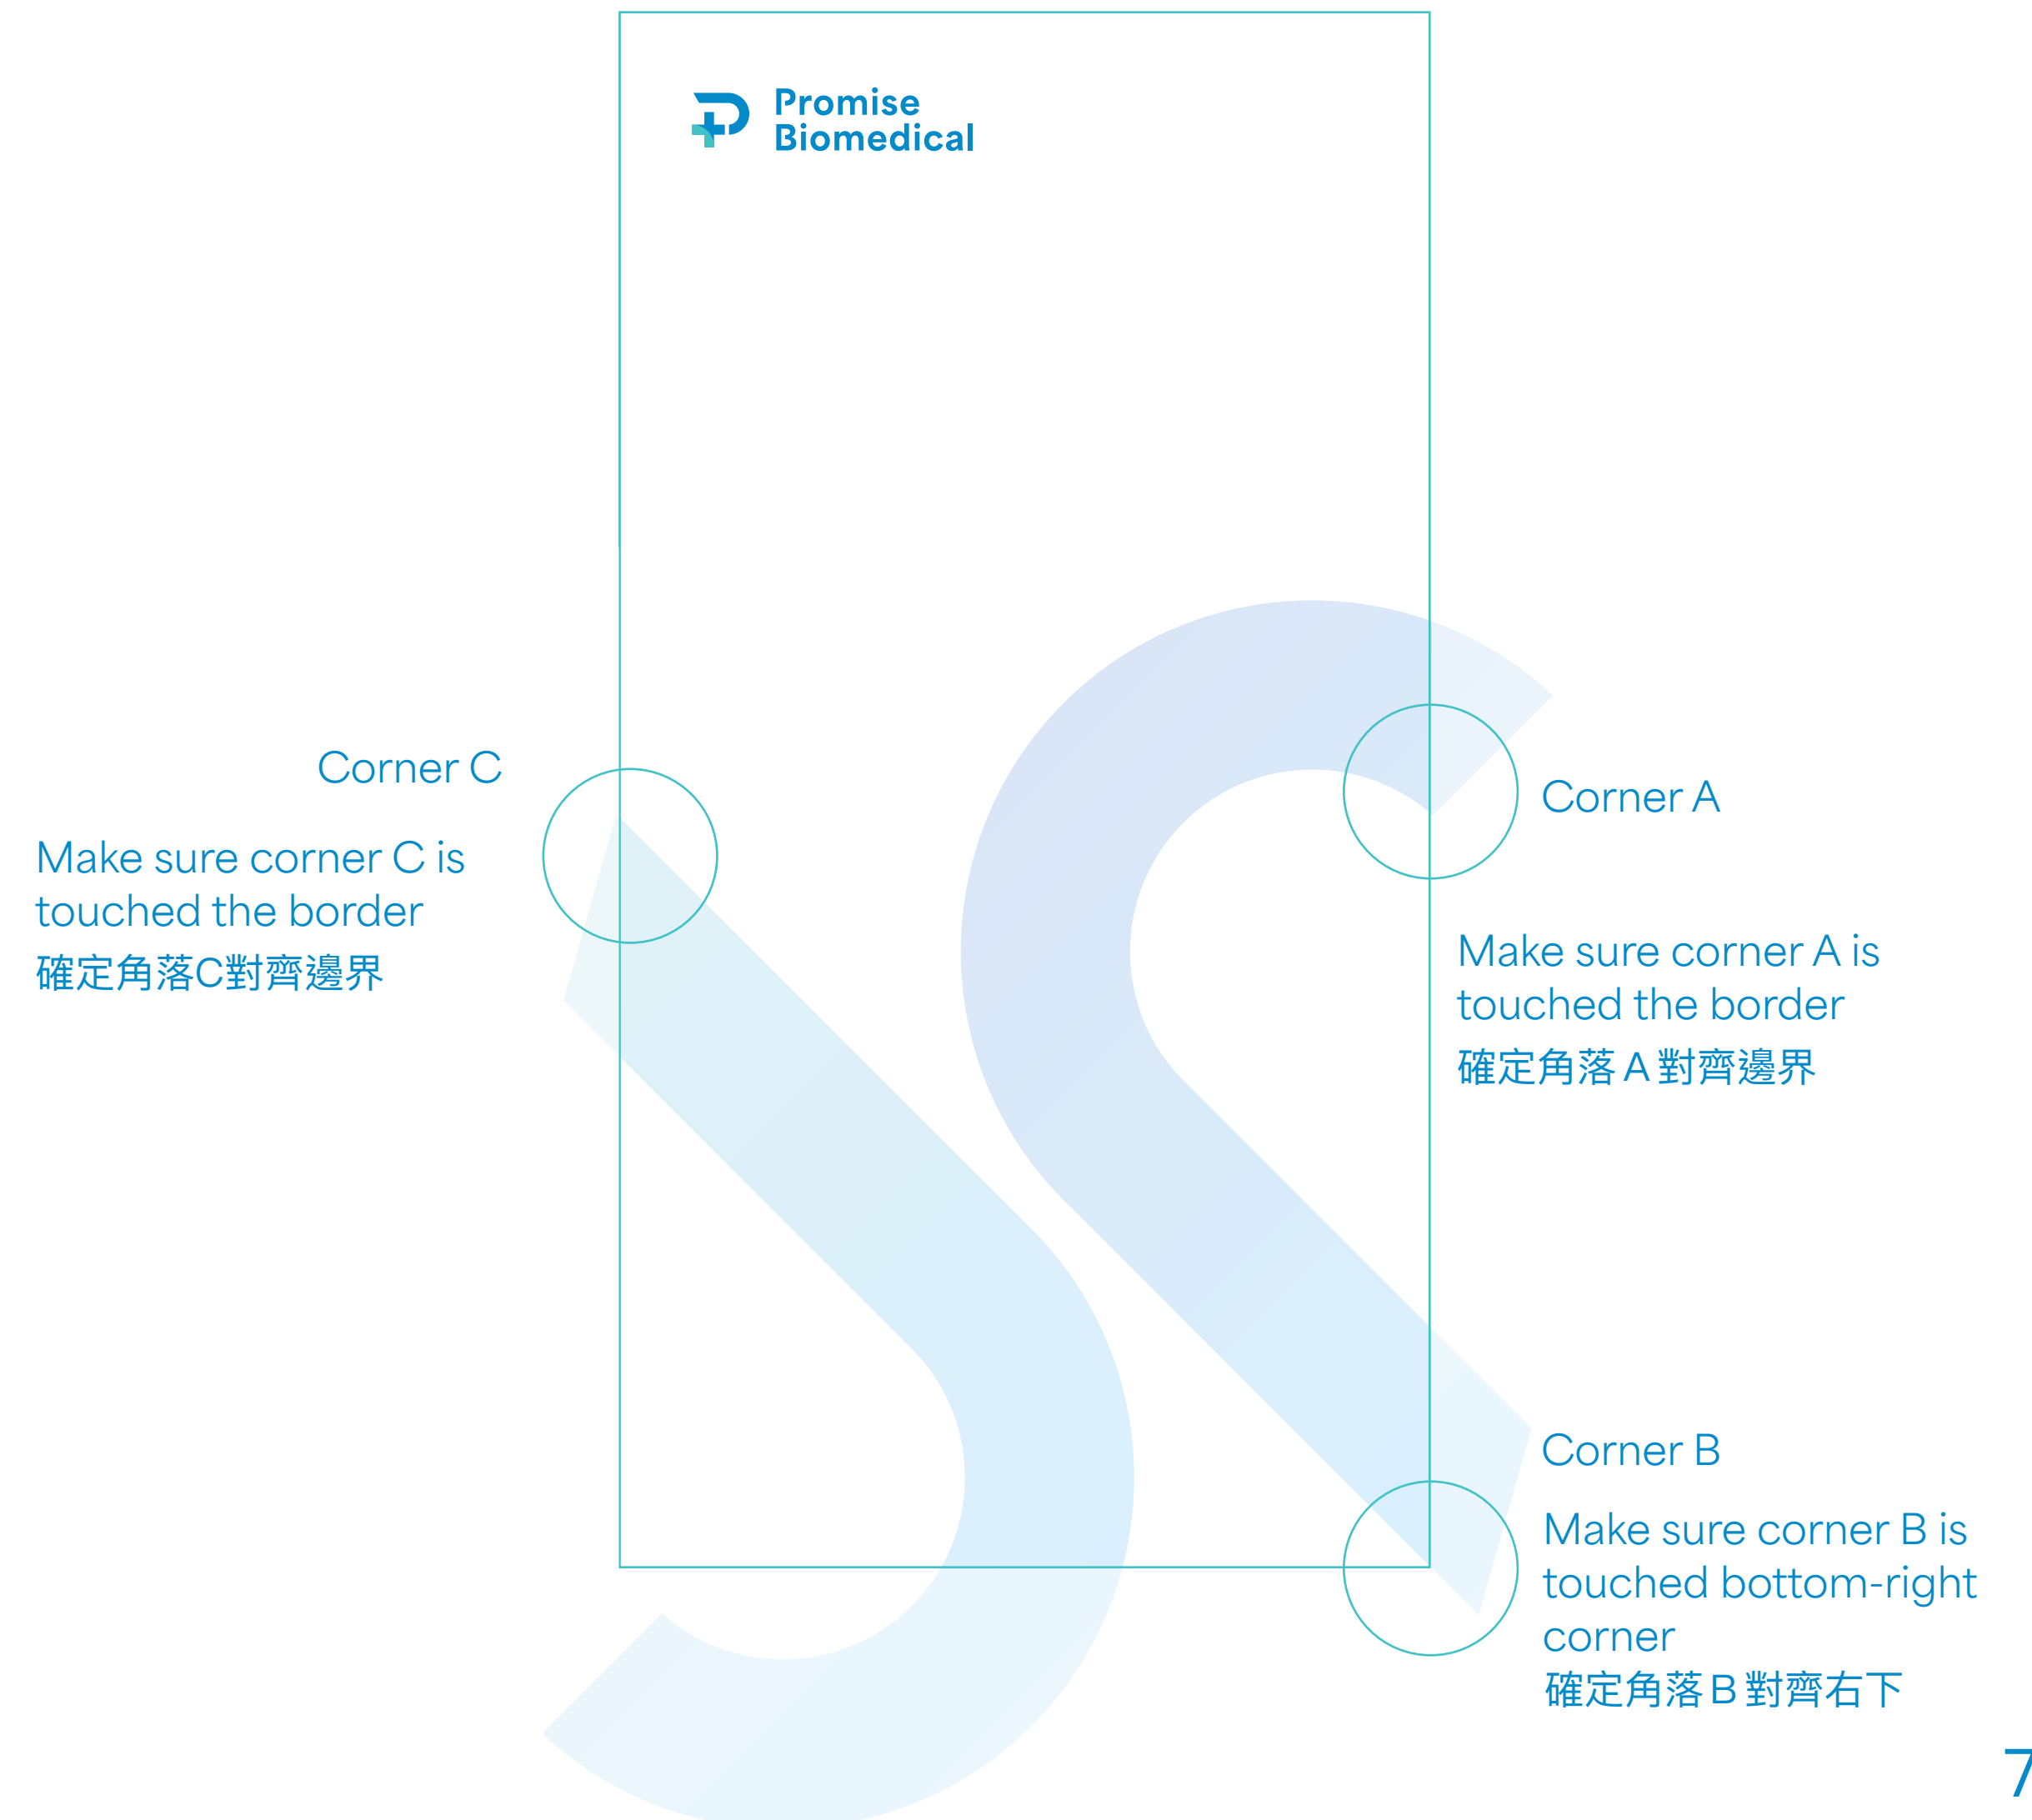 Promise
Biomedical
Corner C
Make sure corner C is
touched the border
確定角落C對齊邊界
Corner A
Make sure corner A is
touched the border
確定角落 A 對齊邊界
Corner B
Make sure corner B is
touched bottom-right
corner
確定角落 B 對齊右下
7